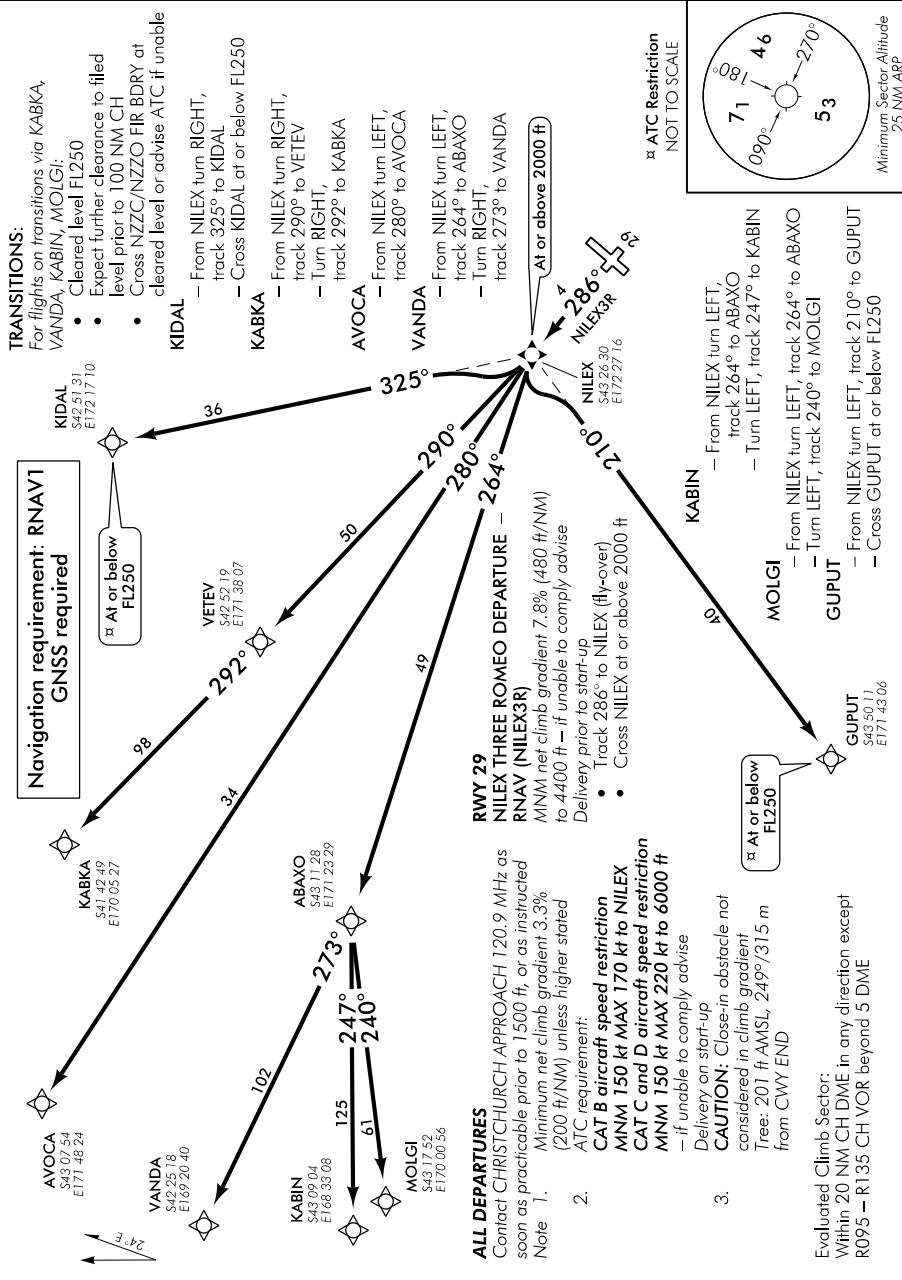 TRANSITIONS:
For flights on transitions via KABKA,
VANDA, KABIN, MOLGI:
• Cleared level FL250
• Expect further clearance to filed
level prior to 100 NM CH
• Cross NZZC/NZZO FIR BDRY at
cleared level or advise ATC if unable
KIDAL
– From NILEX turn RIGHT,
track 325° to KIDAL
– Cross KIDAL at or below FL250
KABKA
– From NILEX turn RIGHT,
track 290° to VETEV
– Turn RIGHT,
track 292° to KABKA
AVOCA
– From NILEX turn LEFT,
track 280° to AVOCA
VANDA
– From NILEX turn LEFT,
track 264° to ABAXO
– Turn RIGHT,
track 273° to VANDA
¤ ATC Restriction
NOT TO SCALE
Navigation requirement: RNAV1
GNSS required
KIDAL
S42 51 31
E172 17 10
¤ At or below
FL250
36
325°
VETEV
S42 52 19
E171 38 07
50
290°
98
292°
KABKA
S41 42 49
E170 05 27
34
280°
AVOCA
S43 07 54
E171 48 24
24°E
49
264°
ABAXO
S43 11 28
E171 23 29
102
273°
VANDA
S42 25 18
E169 20 40
125
247°
240°
61
KABIN
S43 09 04
E168 33 08
MOLGI
S43 17 52
E170 00 56
At or above 2000 ft
NILEX
S43 26 30
E172 27 16
4
286°
NILEX3R
29
210°
40
GUPUT
S43 50 11
E171 43 06
¤ At or below
FL250
ALL DEPARTURES
Contact CHRISTCHURCH APPROACH 120.9 MHz as
soon as practicable prior to 1500 ft, or as instructed
Note 1. Minimum net climb gradient 3.3%
(200 ft/NM) unless higher stated
2. ATC requirement:
CAT B aircraft speed restriction
MNM 150 kt MAX 170 kt to NILEX
CAT C and D aircraft speed restriction
MNM 150 kt MAX 220 kt to 6000 ft
– if unable to comply advise
Delivery on start-up
3. CAUTION: Close-in obstacle not
considered in climb gradient
Tree: 201 ft AMSL, 249°/315 m
from CWY END
Evaluated Climb Sector:
Within 20 NM CH DME in any direction except
R095 – R135 CH VOR beyond 5 DME
RWY 29
NILEX THREE ROMEO DEPARTURE –
RNAV (NILEX3R)
MNM net climb gradient 7.8% (480 ft/NM)
to 4400 ft – if unable to comply advise
Delivery prior to start-up
• Track 286° to NILEX (fly-over)
• Cross NILEX at or above 2000 ft
KABIN
– From NILEX turn LEFT,
track 264° to ABAXO
– Turn LEFT, track 247° to KABIN
MOLGI
– From NILEX turn LEFT, track 264° to ABAXO
– Turn LEFT, track 240° to MOLGI
GUPUT
– From NILEX turn LEFT, track 210° to GUPUT
– Cross GUPUT at or below FL250
180°
090°
270°
71
46
53
Minimum Sector Altitude
25 NM ARP